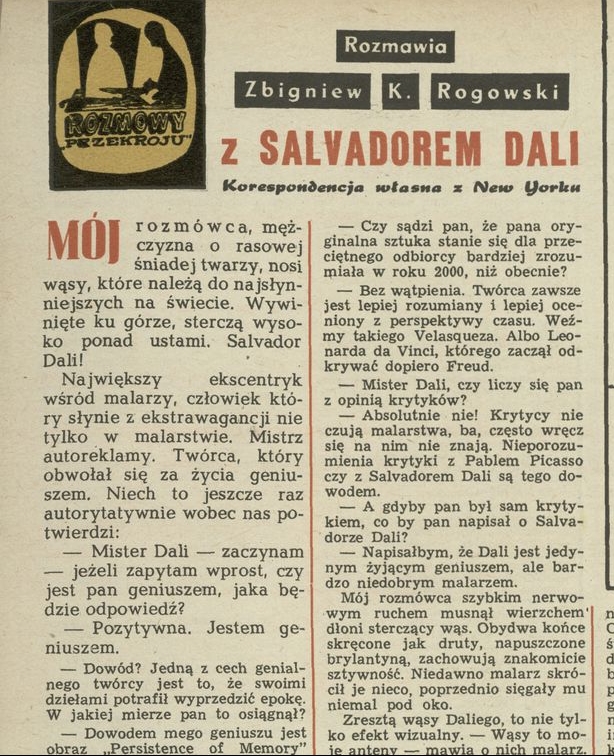 ROZMOWY
„PRZEKROJU”
Rozmawia
Zbigniew K. Rogowski
z SALVADOREM DALI
Korespondencja własna z New Yorku
MÓJ rozmówca, męż-
czyzna o rasowej
śniadej twarzy, nosi
wąsy, które należą do najsłyn-
niejszych na świecie. Wywi-
nięte ku górze, sterczą wyso-
ko ponad ustami. Salvador
Dali!
Największy ekscentryk
wśród malarzy, człowiek któ-
ry słynie z ekstrawagancji nie
tylko w malarstwie. Mistrz
autoreklamy. Twórca, który
obwołał się za życia geniu-
szem. Niech to jeszcze raz
autorytatywnie wobec nas po-
twierdzi:
— Mister Dali — zaczynam
— jeżeli zapytam wprost, czy
jest pan geniuszem, jaka bę-
dzie odpowiedź?
— Pozytywna. Jestem ge-
niuszem.
— Dowód? Jedną z cech genial-
nego twórcy jest to, że swoimi
dziełami potrafił wyprzedzić epokę.
W jakiej mierze pan to osiągnął?
— Dowodem mego geniuszu jest
obraz „Persistence of Memory”
— Czy sądzi pan, że pana ory-
ginalna sztuka stanie się dla prze-
ciętnego odbiorcy bardziej zrozu-
miała w roku 2000, niż obecnie?
— Bez wątpienia. Twórca zawsze
jest lepiej rozumiany i lepiej oce-
niony z perspektywy czasu. Weź-
my takiego Velasqueza. Albo Leo-
narda da Vinci, którego zaczął od-
krywać dopiero Freud.
— Mister Dali, czy liczy się pan
z opinią krytyków?
— Absolutnie nie! Krytycy nie
czują malarstwa, ba, często wręcz
się na nim nie znają. Nieporozu-
mienia krytyki z Pablem Picasso
czy z Salvadorem Dali są tego do-
wodem.
— A gdyby pan był sam kryty-
kiem, co by pan napisał o Salva-
dorze Dali?
— Napisałbym, że Dali jest jedy-
nym żyjącym geniuszem, ale bar-
dzo niedobrym malarzem.
Mój rozmówca szybkim nerwo-
wym ruchem musnął wierzchem
dłoni sterczący wąs. Obydwa końce
skręcone jak druty, napuszczone
brylantyną, zachowują znakomicie
sztywność. Niedawno malarz skró-
cił je nieco, poprzednio sięgały mu
niemal pod oko.
Zresztą wąsy Daliego, to nie tyl-
ko efekt wizualny. — Wąsy to mo-
je anteny — mawia o nich malarz.